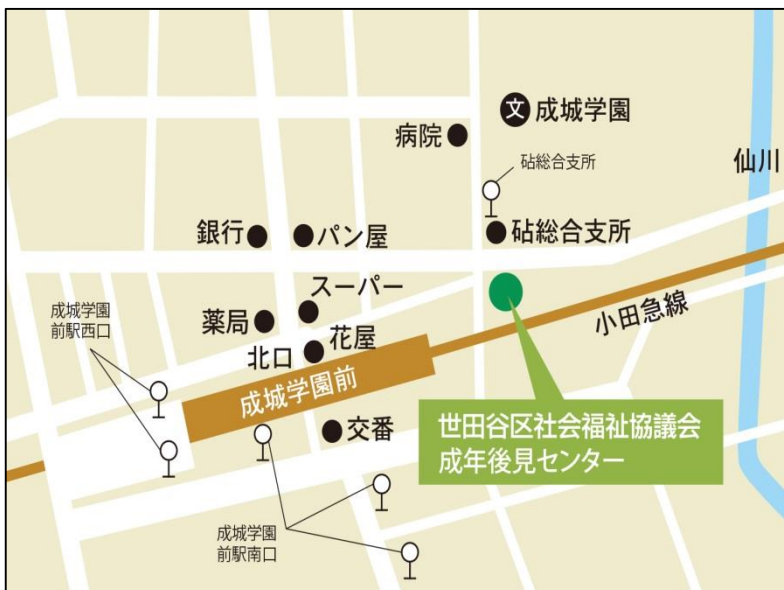 文
成城学園
病院
砧総合支所
仙川
銀行
パン屋
砧総合支所
スーパー
成城学園
前駅西口
薬局
花屋
北口
小田急線
成城学園前
世田谷区社会福祉協議会
成年後見センター
交番
成城学園
前駅南口